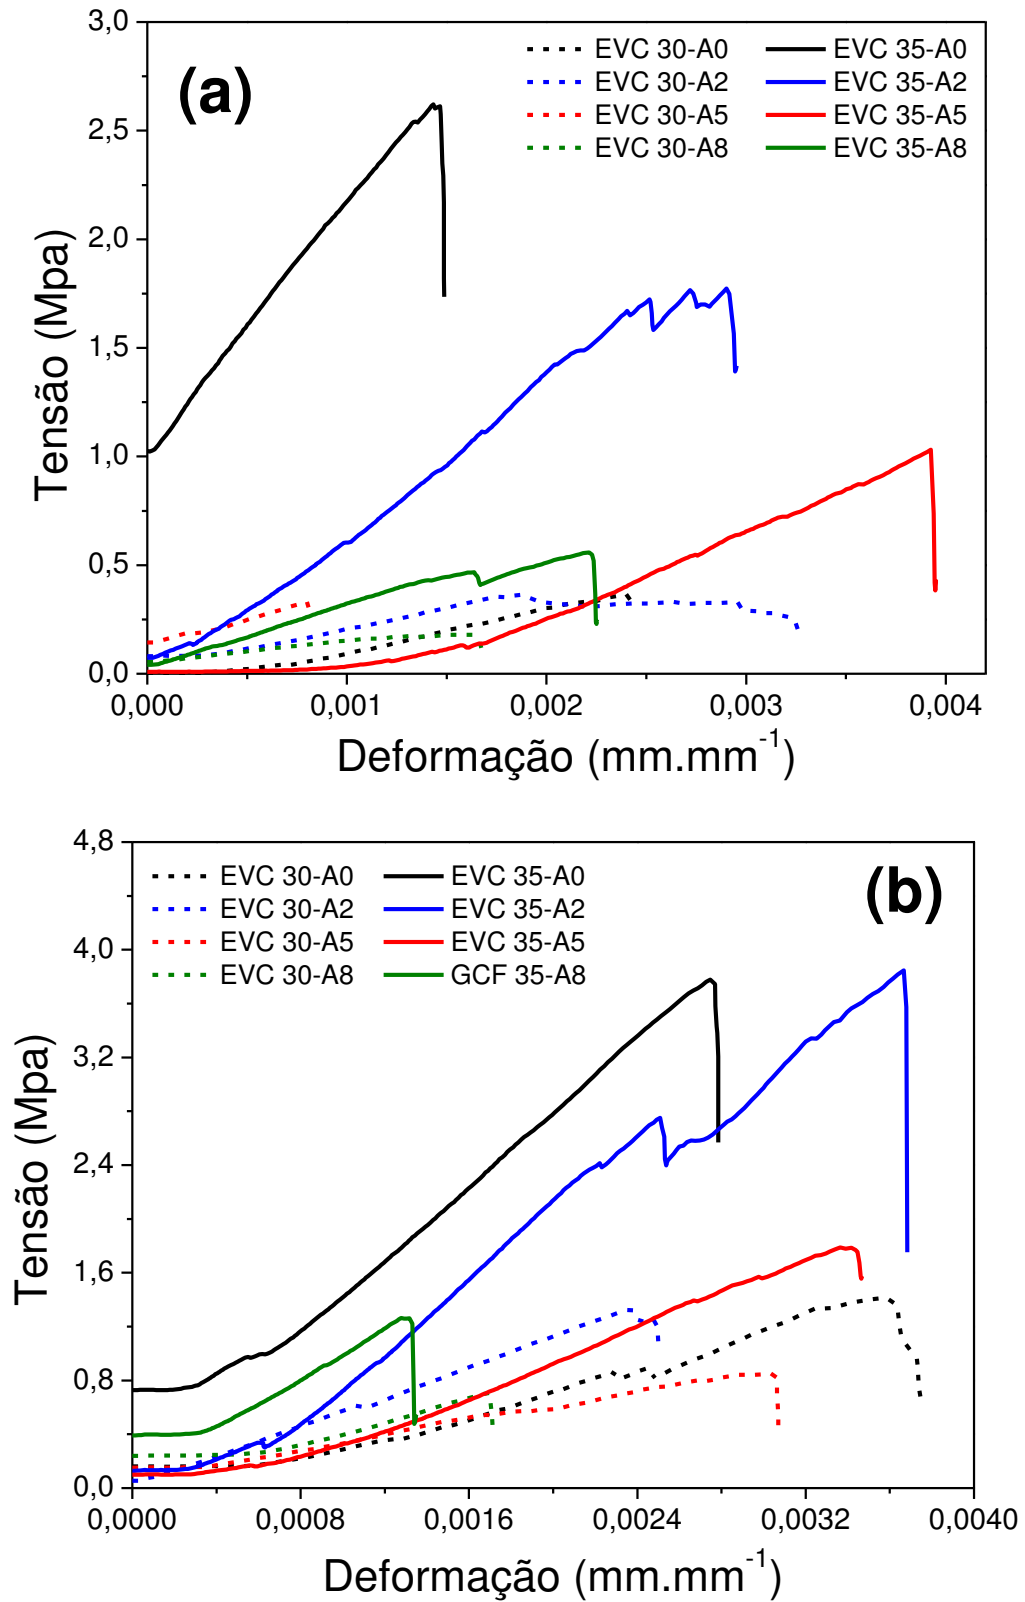 3,0
2,5
2,0
1,5
1,0
0,5
0,0
Tensão (Mpa)
(a)
EVC 30-A0 EVC 35-A0
EVC 30-A2 EVC 35-A2
EVC 30-A5 EVC 35-A5
EVC 30-A8 EVC 35-A8
0,000 0,001 0,002 0,003 0,004
Deformação (mm.mm⁻¹)
4,8
4,0
3,2
2,4
1,6
0,8
0,0
Tensão (Mpa)
EVC 30-A0 EVC 35-A0
EVC 30-A2 EVC 35-A2
EVC 30-A5 EVC 35-A5
EVC 30-A8 GCF 35-A8
(b)
0,0000 0,0008 0,0016 0,0024 0,0032 0,0040
Deformação (mm.mm⁻¹)